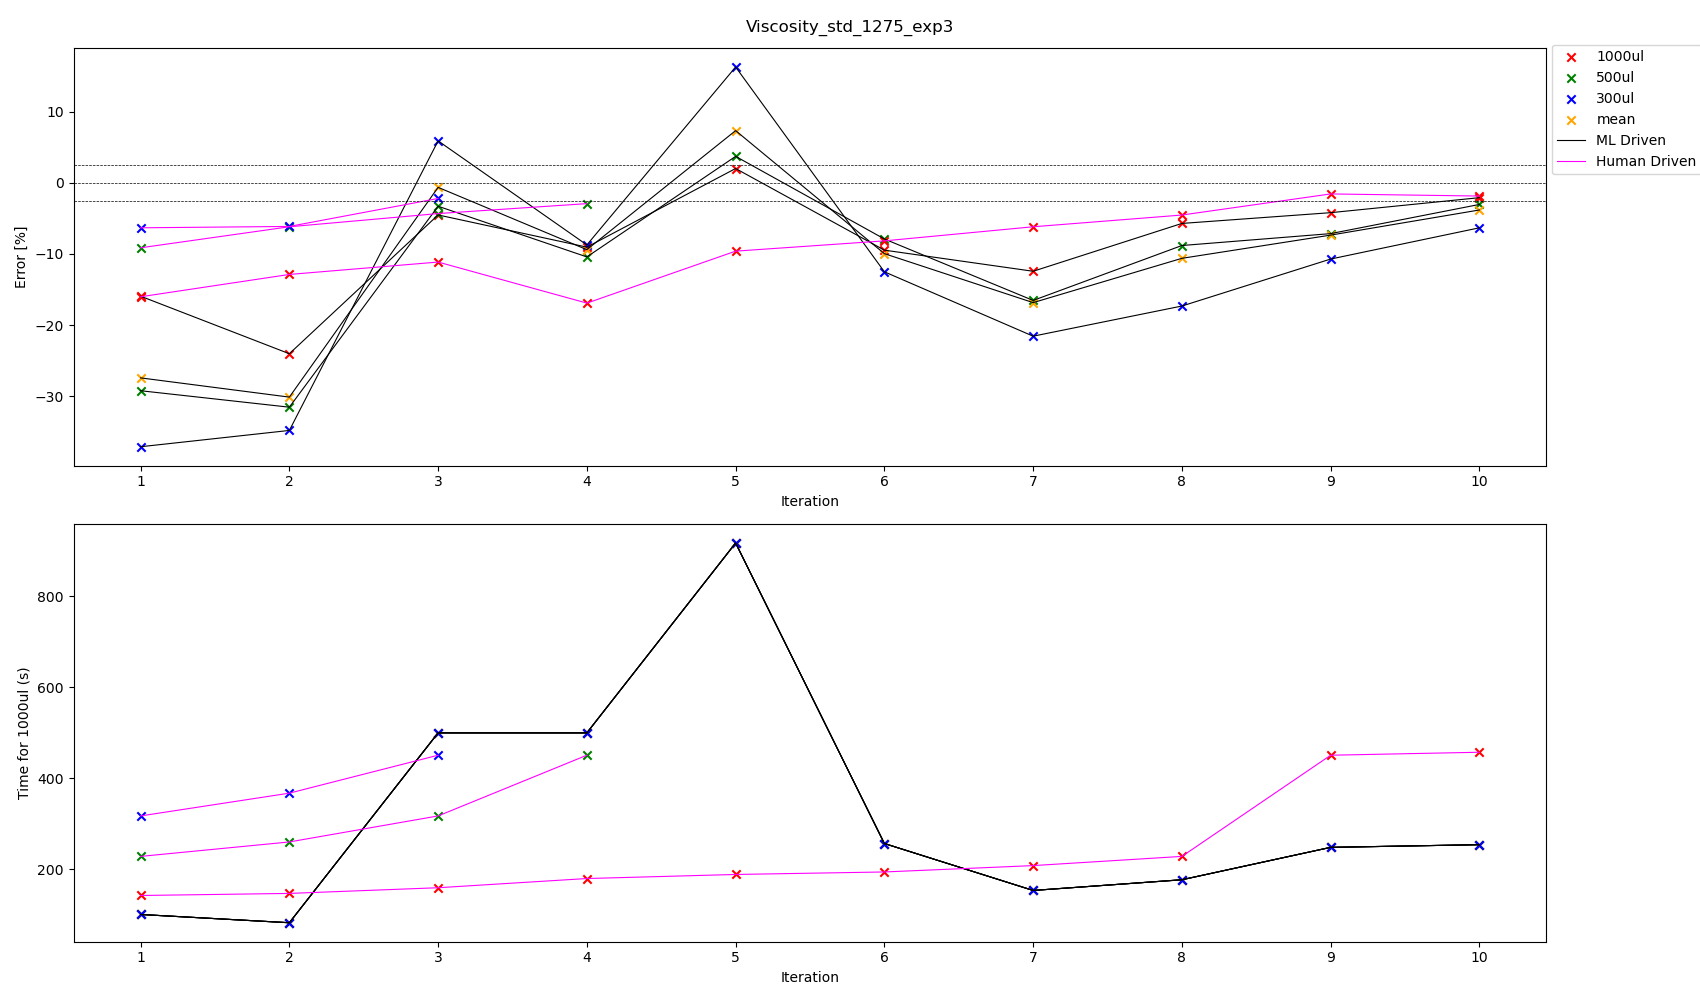 Viscosity_std_1275_exp3
10
0
−10
−20
−30
Error [%]
1 2 3 4 5 6 7 8 9 10
Iteration
1000ul
500ul
300ul
mean
ML Driven
Human Driven
800
600
400
200
Time for 1000ul (s)
1 2 3 4 5 6 7 8 9 10
Iteration